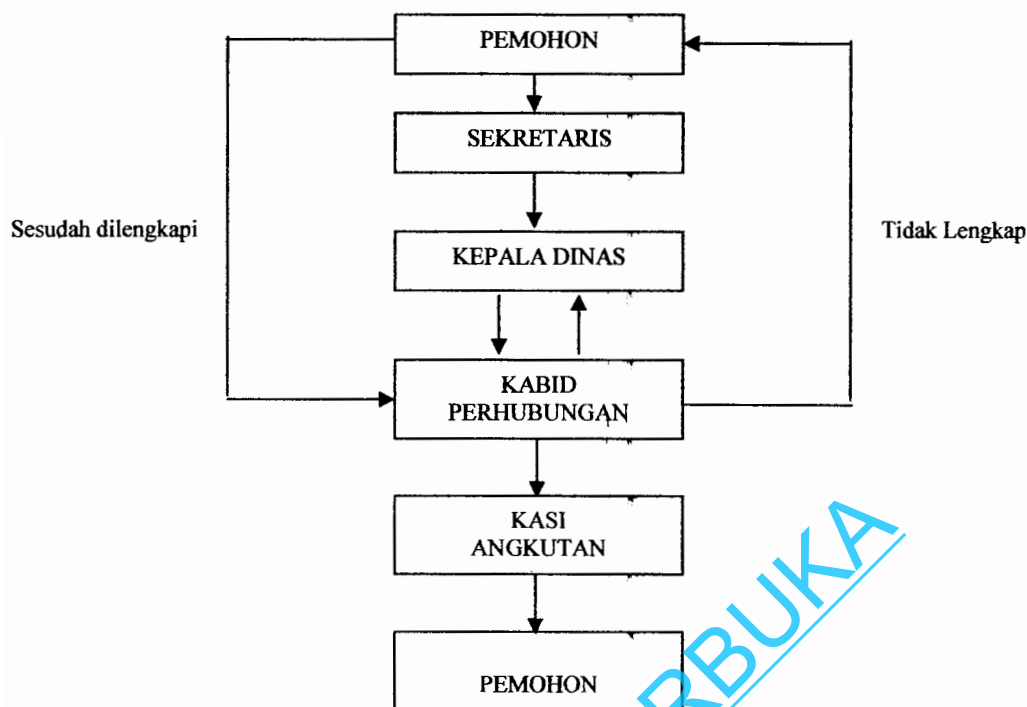 PEMOHON
SEKRETARIS
Sesudah dilengkapi
Tidak Lengkap
KEPALA DINAS
KABID
PERHUBUNGAN
KASI
ANGKUTAN
PEMOHON
RBUKA